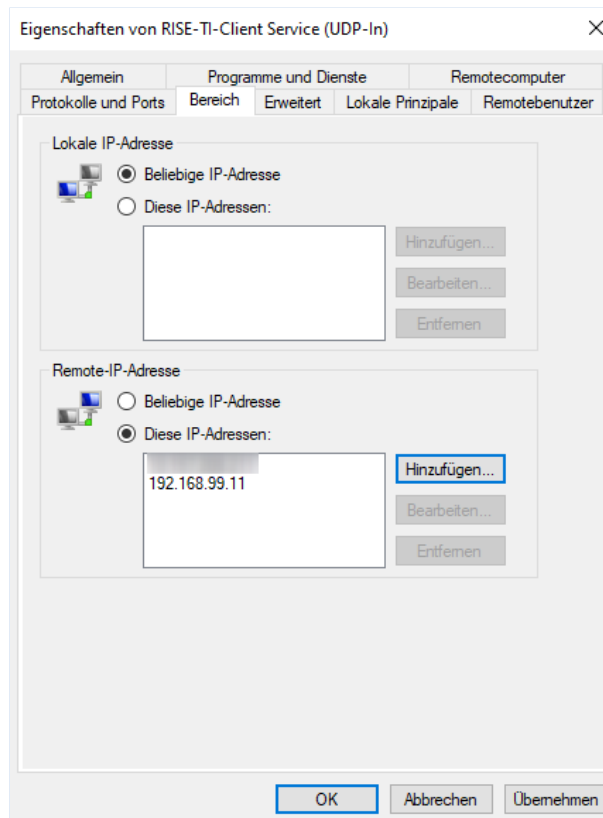 Eigenschaften von RISE-TI-Client Service (UDP-In)
Allgemein Programme und Dienste Remotecomputer
Protokolle und Ports Bereich Erweitert Lokale Prinzipale Remotebenutzer
Lokale IP-Adresse
Beliebige IP-Adresse
Diese IP-Adressen:
Hinzufügen...
Bearbeiten...
Entfernen
Remote-IP-Adresse
Beliebige IP-Adresse
Diese IP-Adressen:
Hinzufügen...
192.168.99.11
Bearbeiten...
Entfernen
OK Abbrechen Übernehmen